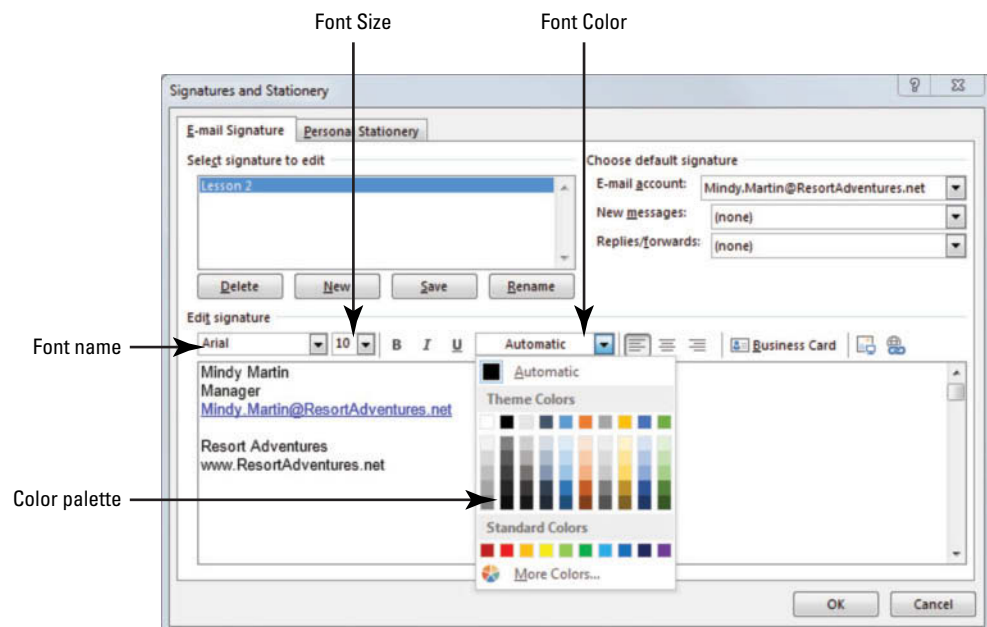 Font Size
Font Color
Signatures and Stationery
E-mail Signature
Personal Stationery
Select signature to edit
Choose default signature
Lesson 2
E-mail account: Mindy.Martin@ResortAdventures.net
New messages: (none)
Replies/forwards: (none)
Delete New Save Rename
Edit signature
Font name
Arial 10 B I U Automatic Business Card
Mindy Martin
Manager
Mindy.Martin@ResortAdventures.net
Resort Adventures
www.ResortAdventures.net
Automatic
Theme Colors
Color palette
Standard Colors
More Colors...
OK Cancel